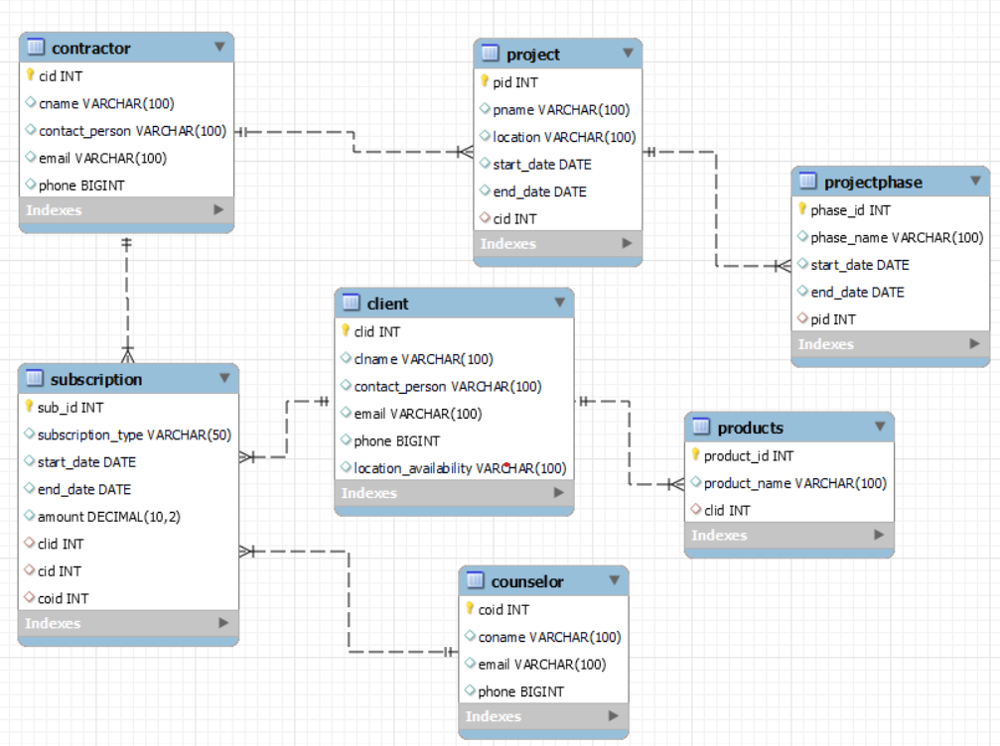 contractor
cid INT
cname VARCHAR(100)
contact_person VARCHAR(100)
email VARCHAR(100)
phone BIGINT
Indexes
project
pid INT
pname VARCHAR(100)
location VARCHAR(100)
start_date DATE
end_date DATE
cid INT
Indexes
projectphase
phase_id INT
phase_name VARCHAR(100)
start_date DATE
end_date DATE
pid INT
Indexes
client
clid INT
clname VARCHAR(100)
contact_person VARCHAR(100)
email VARCHAR(100)
phone BIGINT
location_availability VARCHAR(100)
Indexes
subscription
sub_id INT
subscription_type VARCHAR(50)
start_date DATE
end_date DATE
amount DECIMAL(10,2)
clid INT
cid INT
coid INT
Indexes
products
product_id INT
product_name VARCHAR(100)
clid INT
Indexes
counselor
coid INT
coname VARCHAR(100)
email VARCHAR(100)
phone BIGINT
Indexes